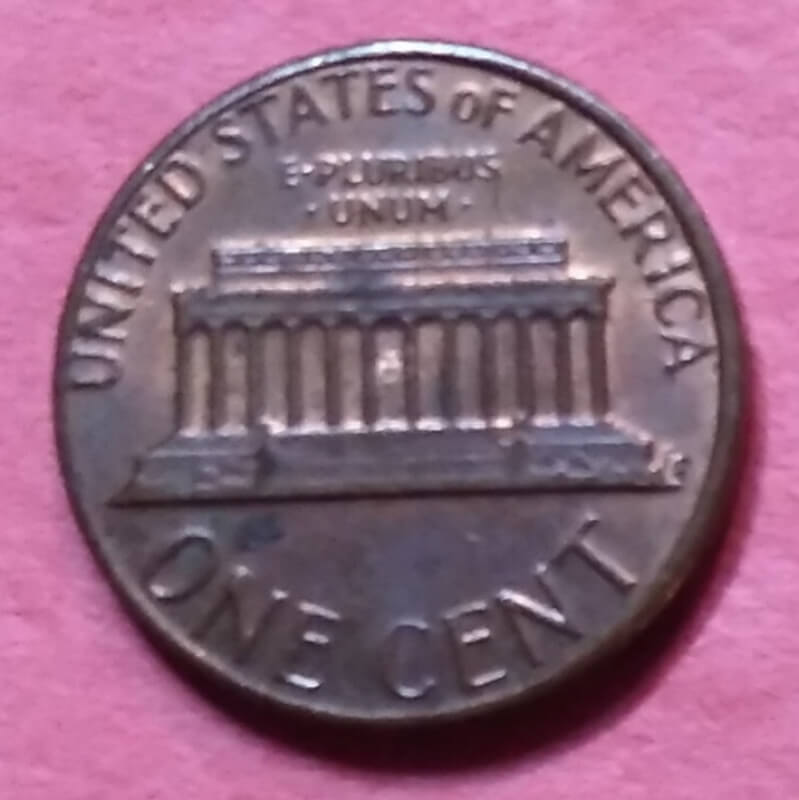 UNITED STATES OF AMERICA
E·PLURIBUS
·UNUM·
ONE CENT